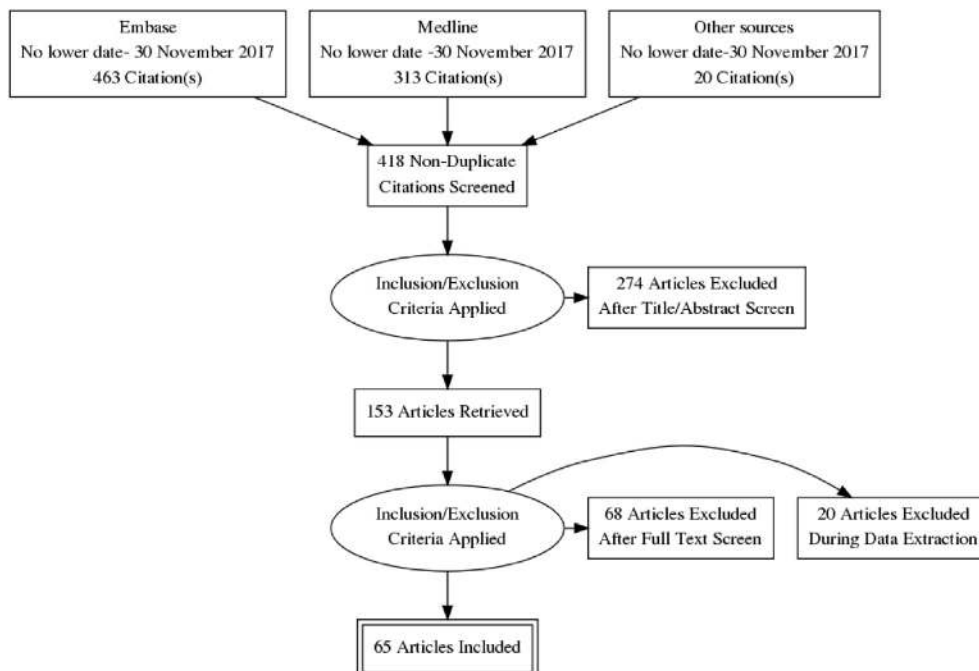 Embase
No lower date- 30 November 2017
463 Citation(s)
Medline
No lower date -30 November 2017
313 Citation(s)
Other sources
No lower date-30 November 2017
20 Citation(s)
418 Non-Duplicate
Citations Screened
Inclusion/Exclusion
Criteria Applied
274 Articles Excluded
After Title/Abstract Screen
153 Articles Retrieved
Inclusion/Exclusion
Criteria Applied
68 Articles Excluded
After Full Text Screen
20 Articles Excluded
During Data Extraction
65 Articles Included